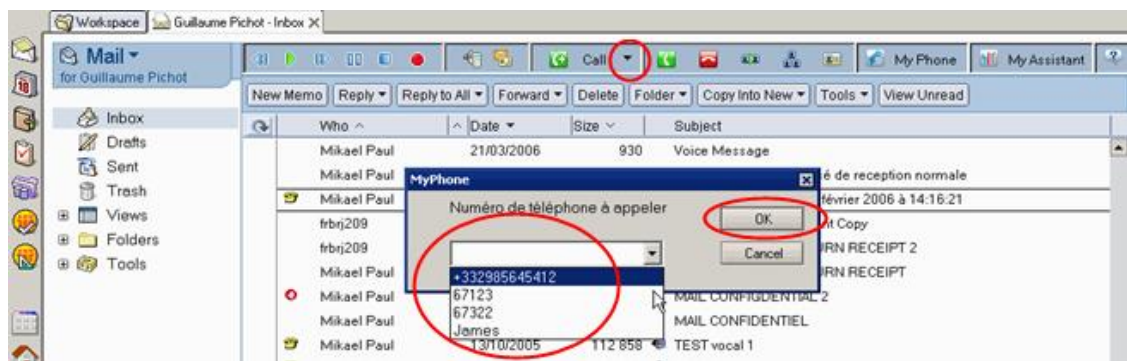 Workspace Guillaume Pichot - Inbox
Mail
for Guillaume Pichot
Call My Phone My Assistant
New Memo Reply Reply to All Forward Delete Folder Copy Into New Tools View Unread
Inbox
Drafts
Sent
Trash
Views
Folders
Tools
Who Date Size Subject
Mikael Paul 21/03/2006 930 Voice Message
Mikael Paul é de reception normale
Mikael Paul février 2006 à 14:16:21
frbrj209 Copy
frbrj209 RECEIPT 2
Mikael Paul RECEIPT
Mikael Paul MAIL CONFIGDENTIAL 2
Mikael Paul MAIL CONFIDENTIEL
Mikael Paul 13/10/2005 112 858 TEST vocal 1
MyPhone
Numéro de téléphone à appeler
OK
Cancel
+332985645412
67123
67322
James